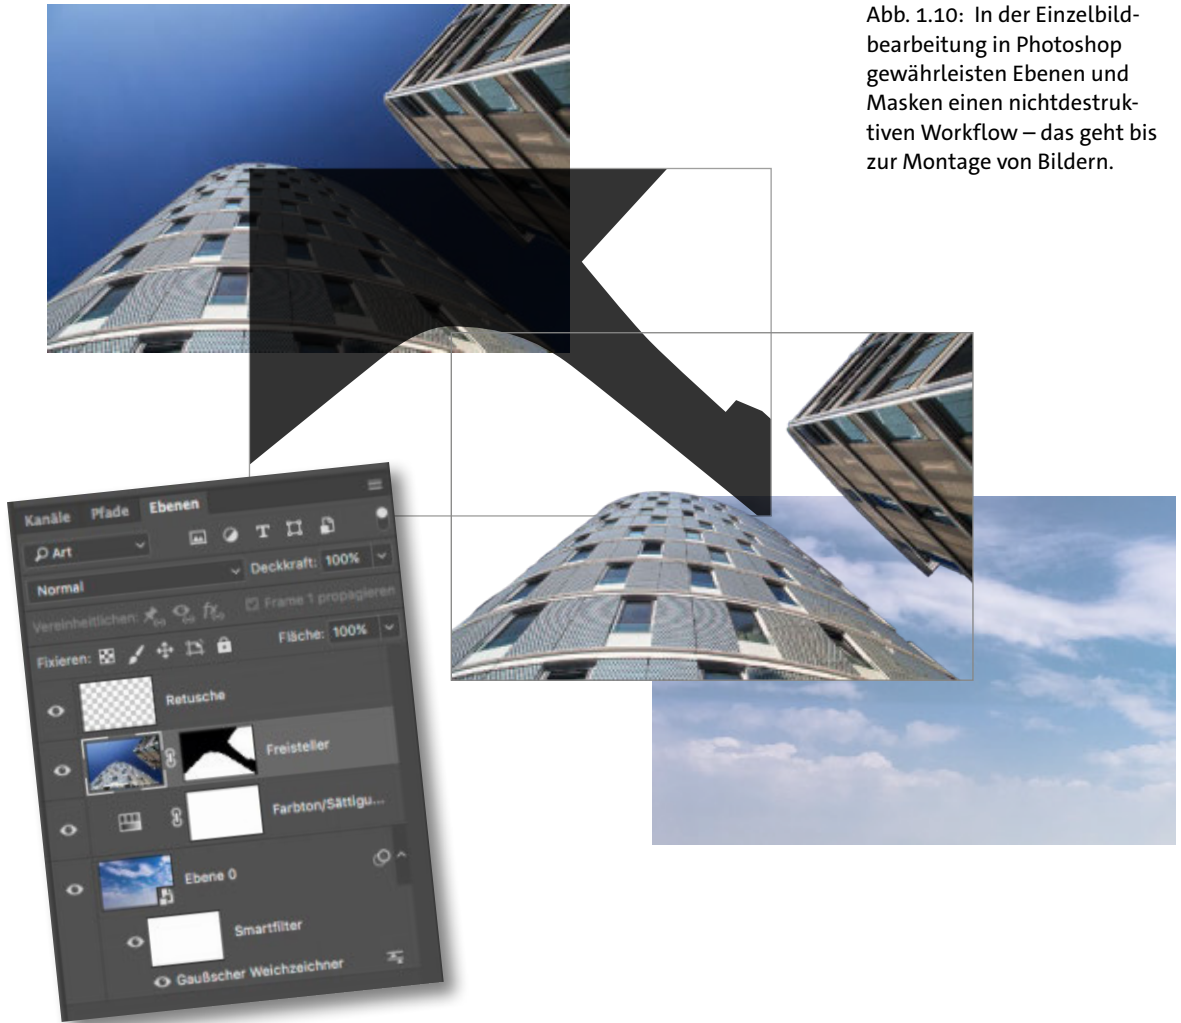 Abb. 1.10: In der Einzelbild-
bearbeitung in Photoshop
gewährleisten Ebenen und
Masken einen nichtdestruk-
tiven Workflow – das geht bis
zur Montage von Bildern.
Kanäle Pfade Ebenen
Art
Normal Deckkraft: 100%
Vereinheitlichen: Frame 1 propagieren
Fixieren: Fläche: 100%
Retusche
Freisteller
Farbton/Sättigu...
Ebene 0
Smartfilter
Gaußscher Weichzeichner